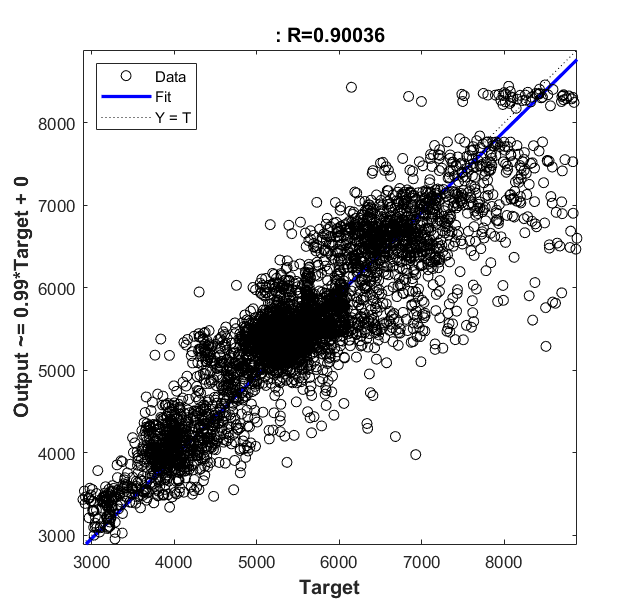 : R=0.90036
Data
Fit
Y = T
Output ~= 0.99*Target + 0
8000
7000
6000
5000
4000
3000
3000 4000 5000 6000 7000 8000
Target